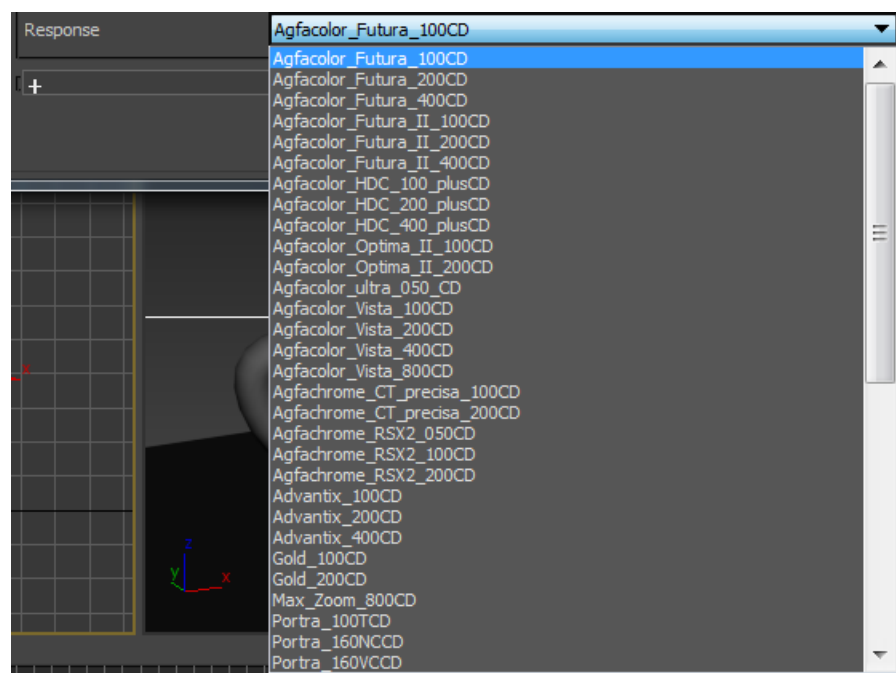 Response
Agfacolor_Futura_100CD
Agfacolor_Futura_100CD
Agfacolor_Futura_200CD
Agfacolor_Futura_400CD
Agfacolor_Futura_II_100CD
Agfacolor_Futura_II_200CD
Agfacolor_Futura_II_400CD
Agfacolor_HDC_100_plusCD
Agfacolor_HDC_200_plusCD
Agfacolor_HDC_400_plusCD
Agfacolor_Optima_II_100CD
Agfacolor_Optima_II_200CD
Agfacolor_ultra_050_CD
Agfacolor_Vista_100CD
Agfacolor_Vista_200CD
Agfacolor_Vista_400CD
Agfacolor_Vista_800CD
Agfachrome_CT_precisa_100CD
Agfachrome_CT_precisa_200CD
Agfachrome_RSX2_050CD
Agfachrome_RSX2_100CD
Agfachrome_RSX2_200CD
Advantix_100CD
Advantix_200CD
Advantix_400CD
Gold_100CD
Gold_200CD
Max_Zoom_800CD
Portra_100TCD
Portra_160NCCD
Portra_160VCCD
+
x
z
y
x